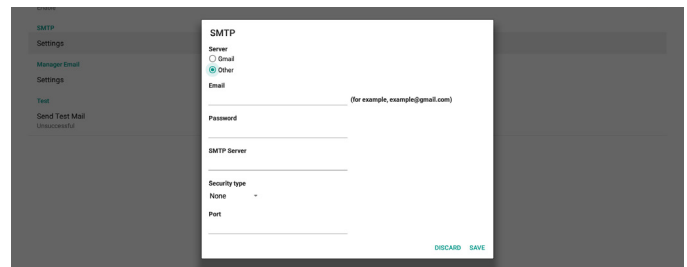 Enable
SMTP
Settings
Manager Email
Settings
Test
Send Test Mail
Unsuccessful
SMTP
Server
Gmail
Other
Email
(for example, example@gmail.com)
Password
SMTP Server
Security type
None
Port
DISCARD SAVE